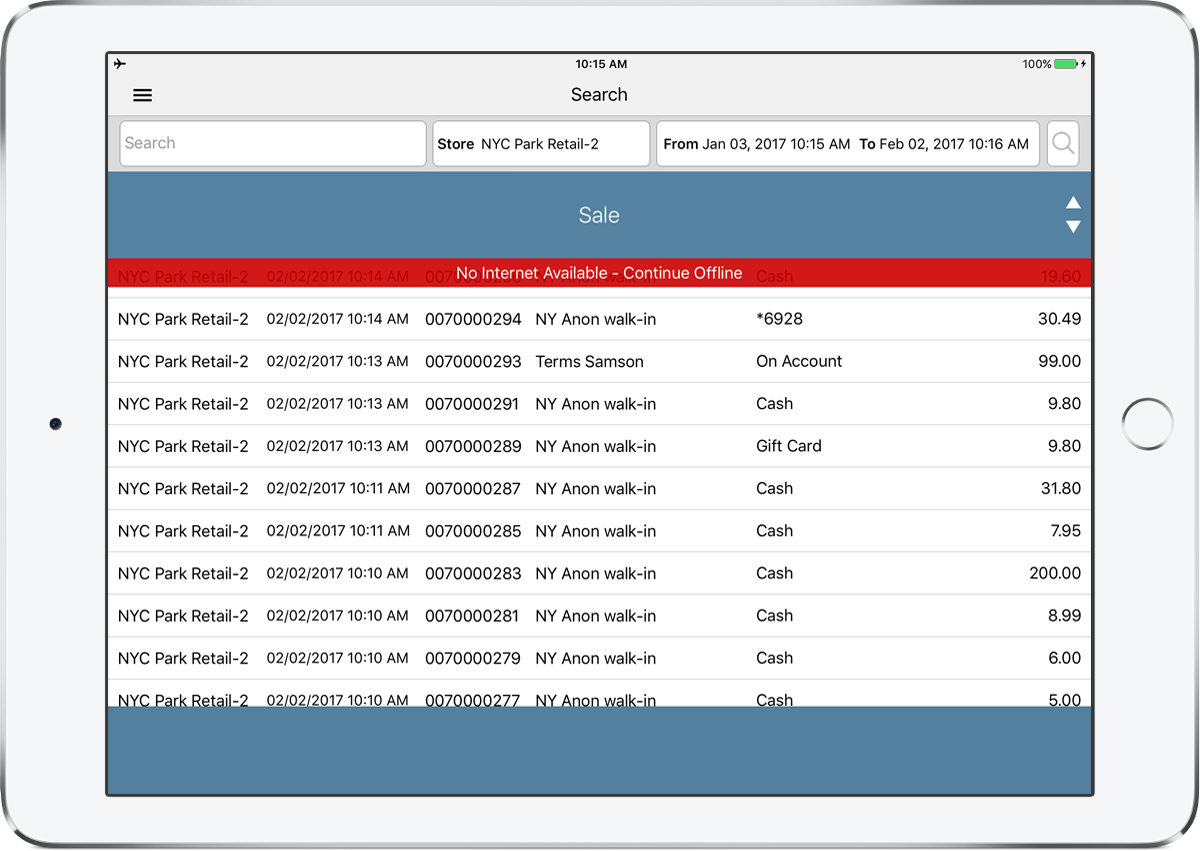 10:15 AM 100%
Search
Search Store NYC Park Retail-2 From Jan 03, 2017 10:15 AM To Feb 02, 2017 10:16 AM
Sale
No Internet Available - Continue Offline
NYC Park Retail-2 02/02/2017 10:14 AM Cash 19.60
NYC Park Retail-2 02/02/2017 10:14 AM 0070000294 NY Anon walk-in *6928 30.49
NYC Park Retail-2 02/02/2017 10:13 AM 0070000293 Terms Samson On Account 99.00
NYC Park Retail-2 02/02/2017 10:13 AM 0070000291 NY Anon walk-in Cash 9.80
NYC Park Retail-2 02/02/2017 10:13 AM 0070000289 NY Anon walk-in Gift Card 9.80
NYC Park Retail-2 02/02/2017 10:11 AM 0070000287 NY Anon walk-in Cash 31.80
NYC Park Retail-2 02/02/2017 10:11 AM 0070000285 NY Anon walk-in Cash 7.95
NYC Park Retail-2 02/02/2017 10:10 AM 0070000283 NY Anon walk-in Cash 200.00
NYC Park Retail-2 02/02/2017 10:10 AM 0070000281 NY Anon walk-in Cash 8.99
NYC Park Retail-2 02/02/2017 10:10 AM 0070000279 NY Anon walk-in Cash 6.00
NYC Park Retail-2 02/02/2017 10:10 AM 0070000277 NY Anon walk-in Cash 5.00